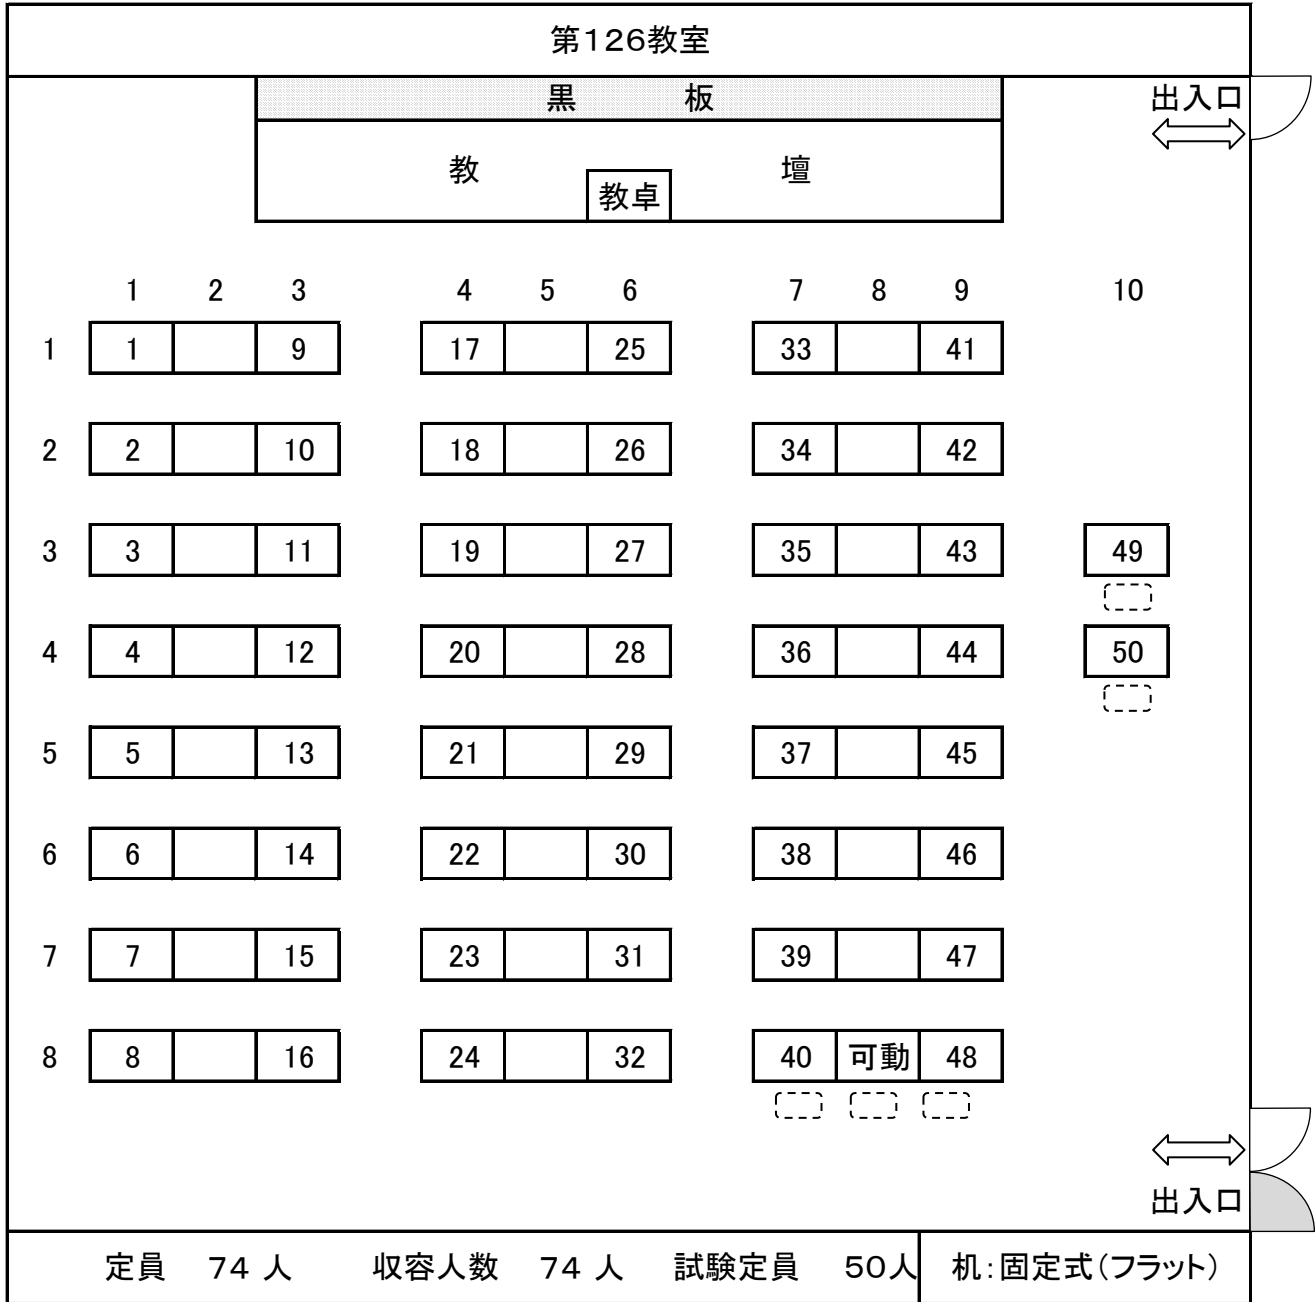 第126教室
黒　板
出入口
教　壇
教卓
1 2 3 4 5 6 7 8 9 10
1 1 9 17 25 33 41
2 2 10 18 26 34 42
3 3 11 19 27 35 43 49
4 4 12 20 28 36 44 50
5 5 13 21 29 37 45
6 6 14 22 30 38 46
7 7 15 23 31 39 47
8 8 16 24 32 40 可動 48
出入口
定員　74 人　収容人数　74 人　試験定員　50人　机：固定式（フラット）